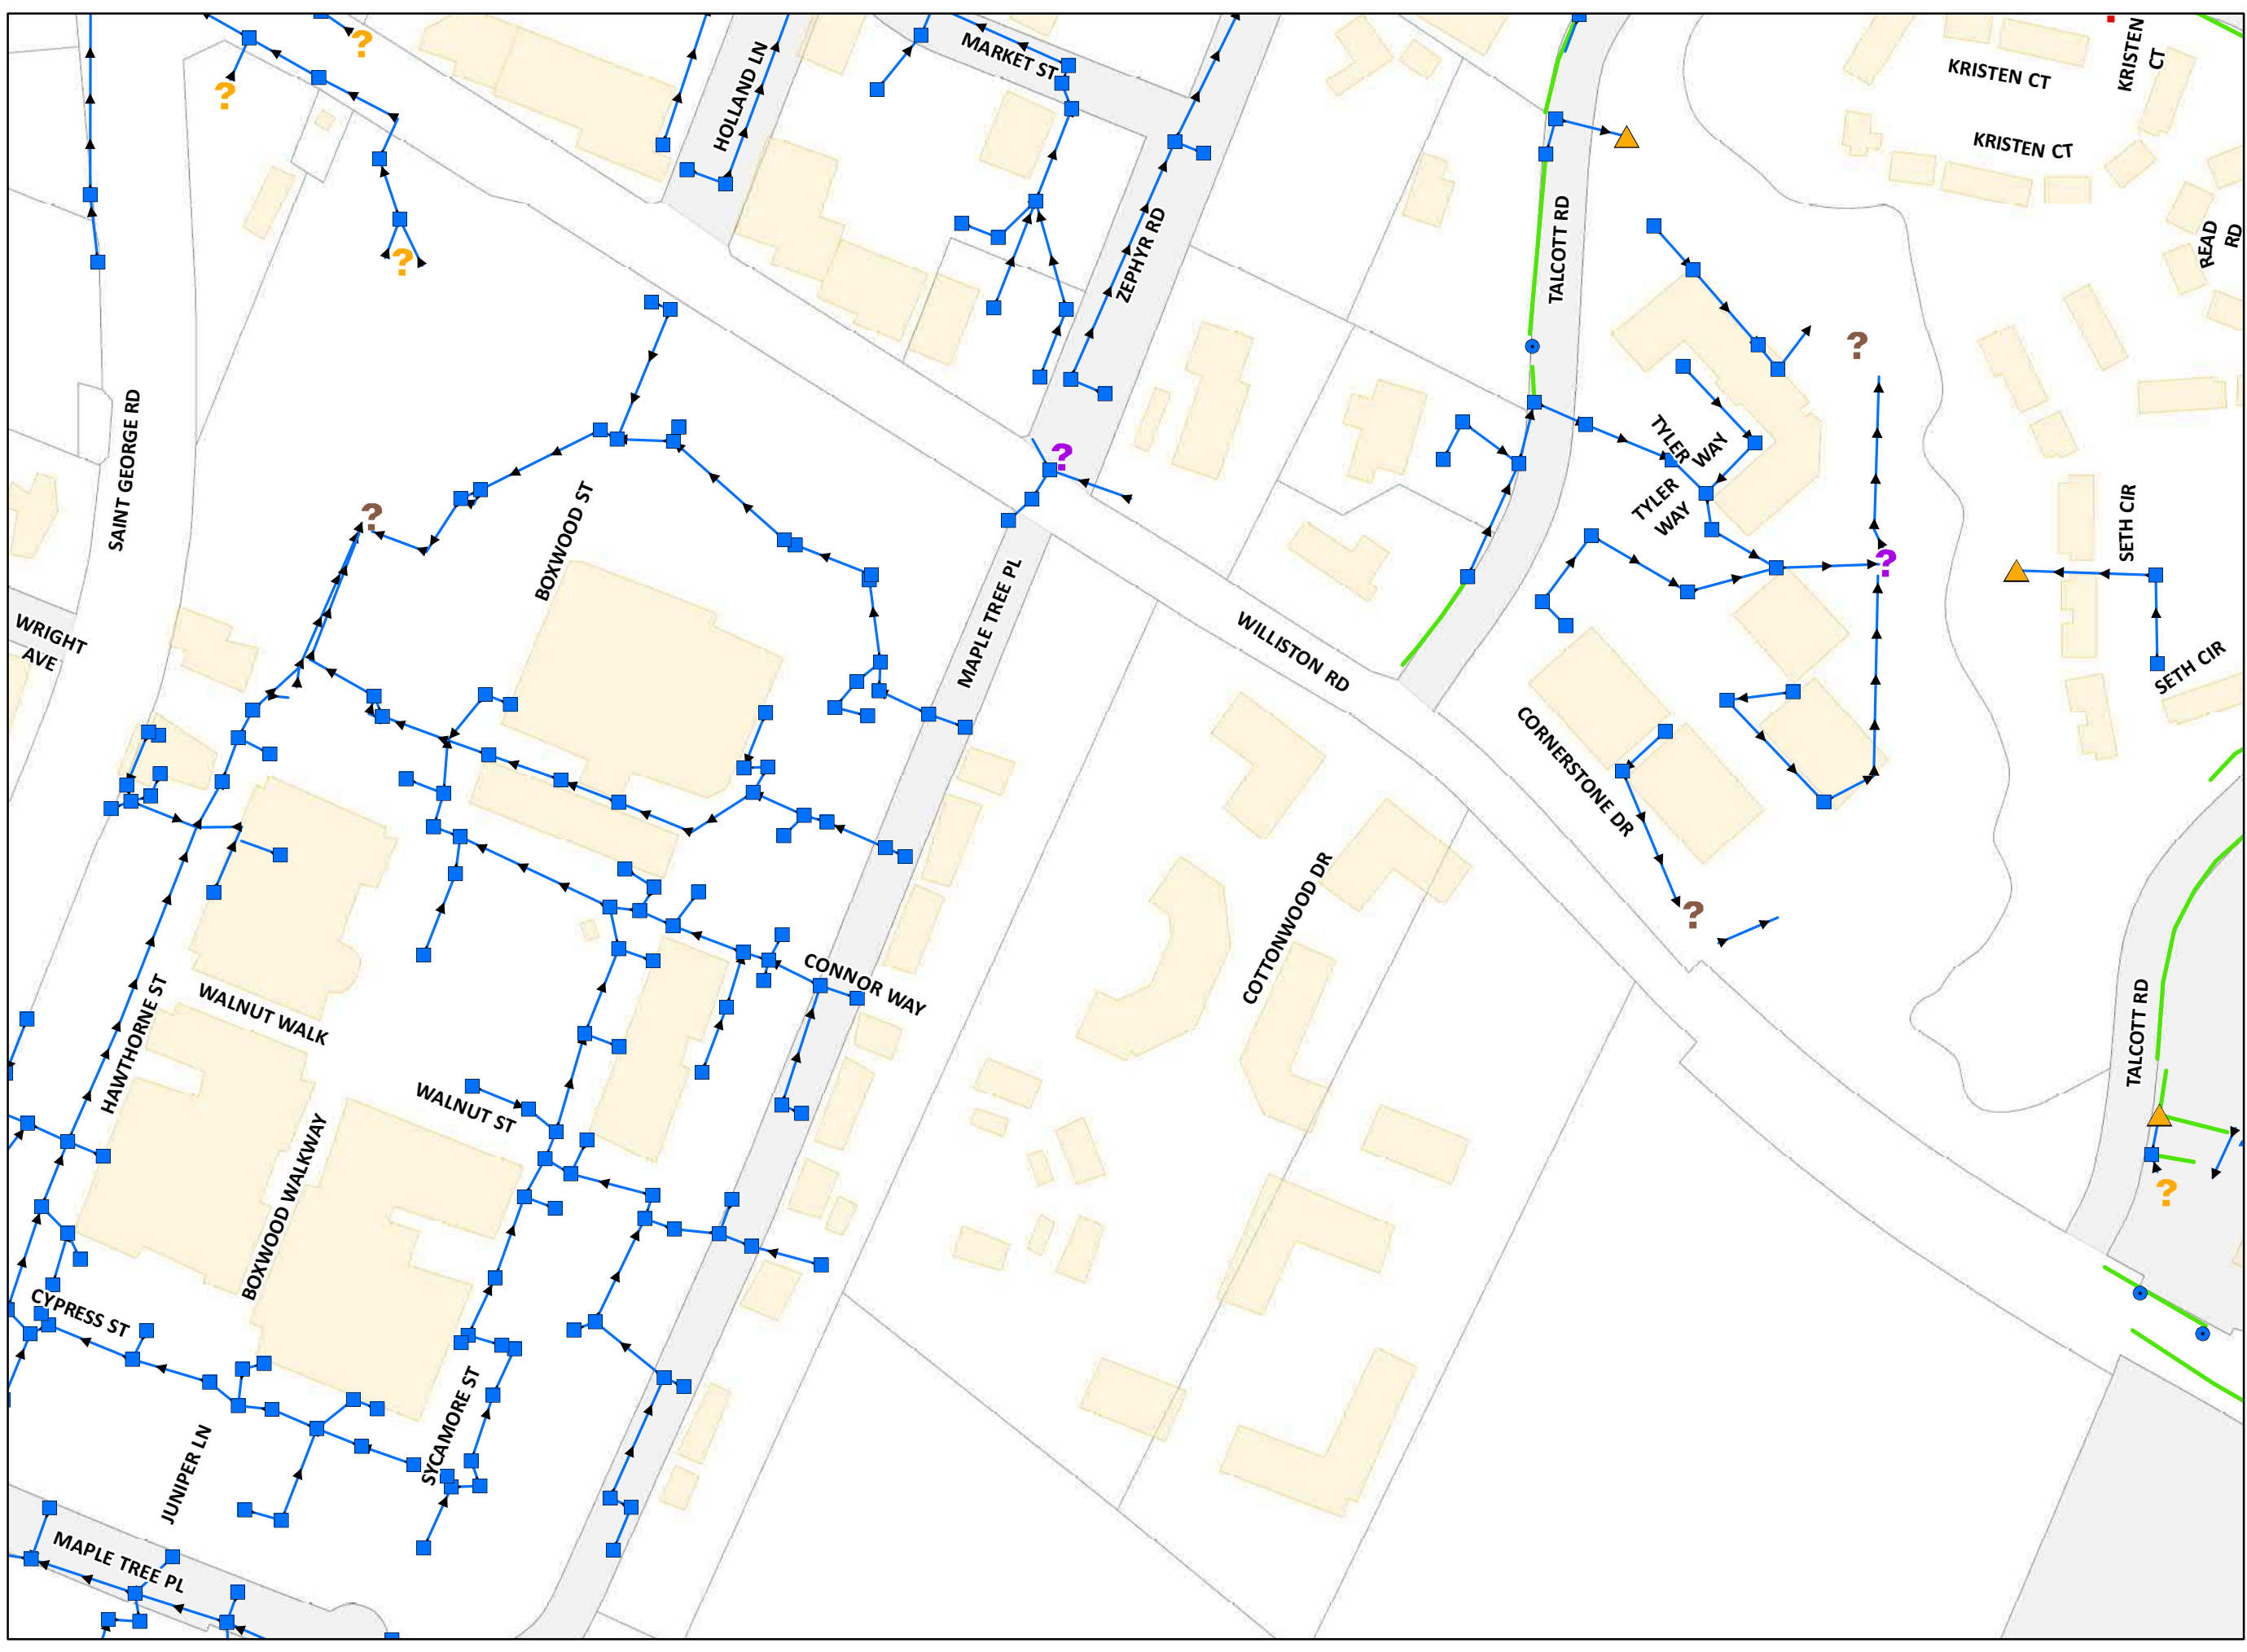 MARKET ST
HOLLAND LN
KRISTEN
CT
KRISTEN CT
KRISTEN CT
?
?
?
ZEPHYR RD
TALCOTT RD
READ
RD
?
SAINT GEORGE RD
TYLER
WAY
TYLER
WAY
?
?
BOXWOOD ST
SETH CIR
?
MAPLE TREE PL
WRIGHT
AVE
WILLISTON RD
SETH CIR
CORNERSTONE DR
?
COTTONWOOD DR
CONNOR WAY
HAWTHORNE ST
WALNUT WALK
TALCOTT RD
WALNUT ST
BOXWOOD WALKWAY
?
CYPRESS ST
SYCAMORE ST
JUNIPER LN
MAPLE TREE PL